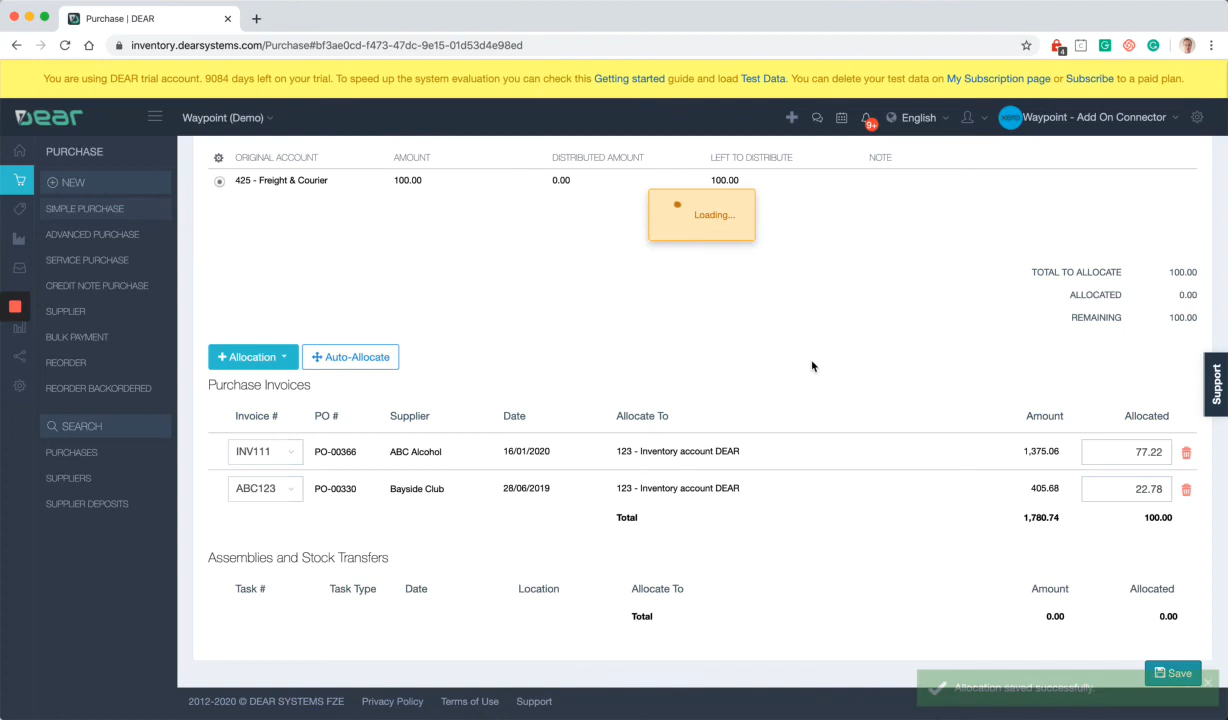 Purchase | DEAR
inventory.dearsystems.com/Purchase#bf3ae0cd-f473-47dc-9e15-01d53d4e98ed
4
You are using DEAR trial account. 9084 days left on your trial. To speed up the system evaluation you can check this Getting started guide and load Test Data. You can delete your test data on My Subscription page or Subscribe to a paid plan.
DEAR
Waypoint (Demo)
9+
English
xero
Waypoint - Add On Connector
PURCHASE
NEW
SIMPLE PURCHASE
ADVANCED PURCHASE
SERVICE PURCHASE
CREDIT NOTE PURCHASE
SUPPLIER
BULK PAYMENT
REORDER
REORDER BACKORDERED
SEARCH
PURCHASES
SUPPLIERS
SUPPLIER DEPOSITS
ORIGINAL ACCOUNT AMOUNT DISTRIBUTED AMOUNT LEFT TO DISTRIBUTE NOTE
425 - Freight & Courier 100.00 0.00 100.00
Loading...
TOTAL TO ALLOCATE 100.00
ALLOCATED 0.00
REMAINING 100.00
Support
+ Allocation
Auto-Allocate
Purchase Invoices
Invoice # PO # Supplier Date Allocate To Amount Allocated
INV111 PO-00366 ABC Alcohol 16/01/2020 123 - Inventory account DEAR 1,375.06 77.22
ABC123 PO-00330 Bayside Club 28/06/2019 123 - Inventory account DEAR 405.68 22.78
Total 1,780.74 100.00
Assemblies and Stock Transfers
Task # Task Type Date Location Allocate To Amount Allocated
Total 0.00 0.00
Save
Allocation saved successfully.
2012-2020 © DEAR SYSTEMS FZE Privacy Policy Terms of Use Support